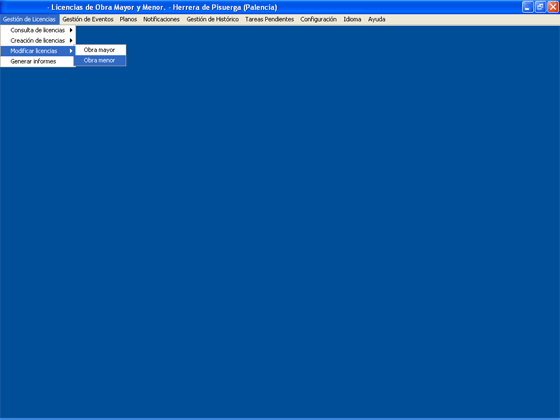 - Licencias de Obra Mayor y Menor. - Herrera de Pisuerga (Palencia)
Gestión de Licencias Gestión de Eventos Planos Notificaciones Gestión de Histórico Tareas Pendientes Configuración Idioma Ayuda
Consulta de licencias
Creación de licencias
Modificar licencias Obra mayor
Generar informes Obra menor